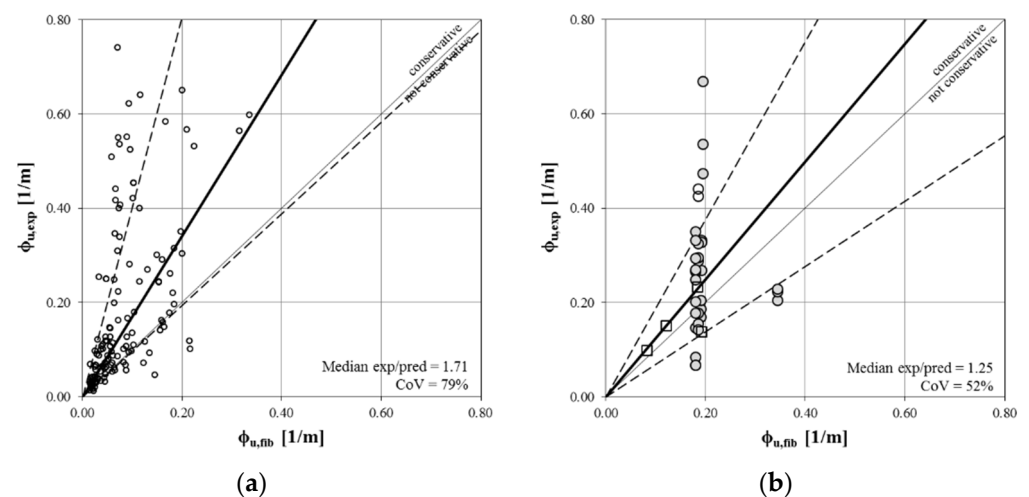 0.80
0.60
0.40
0.20
0.00
ϕu,exp [1/m]
conservative
not conservative
Median exp/pred = 1.71
CoV = 79%
0.00 0.20 0.40 0.60 0.80
ϕu,fib [1/m]
(a)
0.80
0.60
0.40
0.20
0.00
ϕu,exp [1/m]
conservative
not conservative
Median exp/pred = 1.25
CoV = 52%
0.00 0.20 0.40 0.60 0.80
ϕu,fib [1/m]
(b)